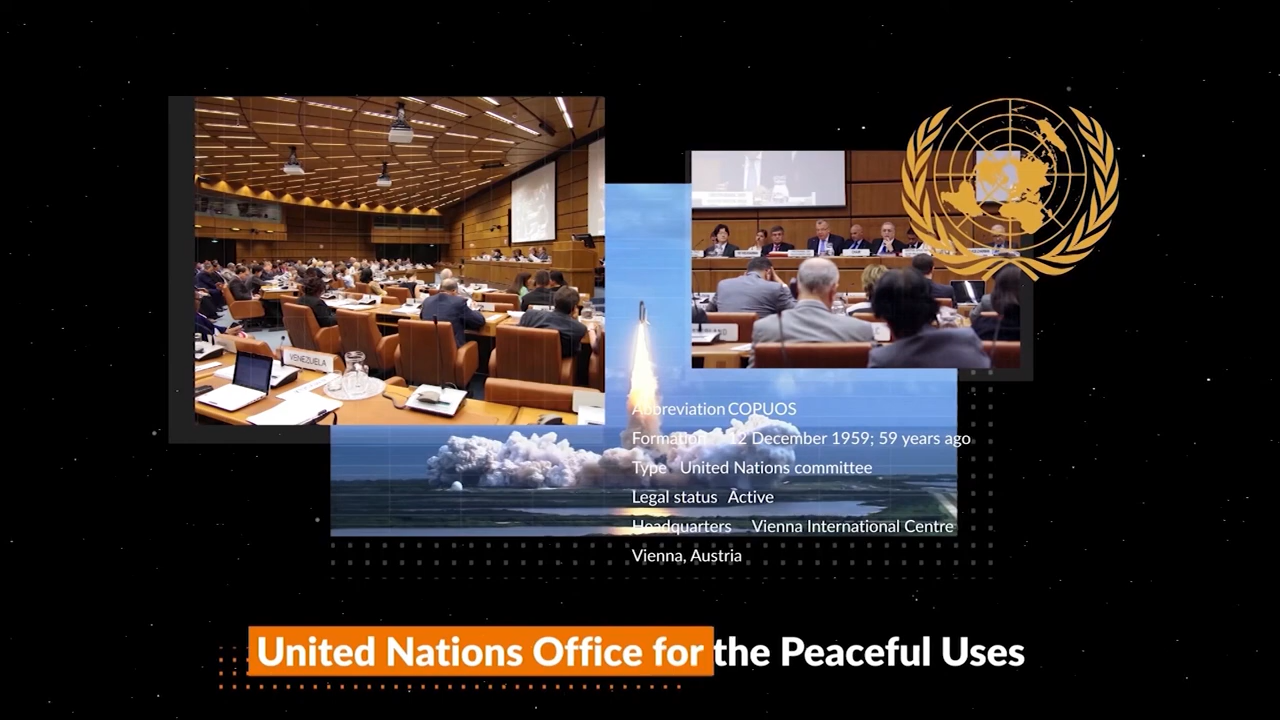 VENEZUELA
Abbreviation COPUOS
Formation 12 December 1959; 59 years ago
Type United Nations committee
Legal status Active
Headquarters Vienna International Centre
Vienna, Austria
United Nations Office for the Peaceful Uses